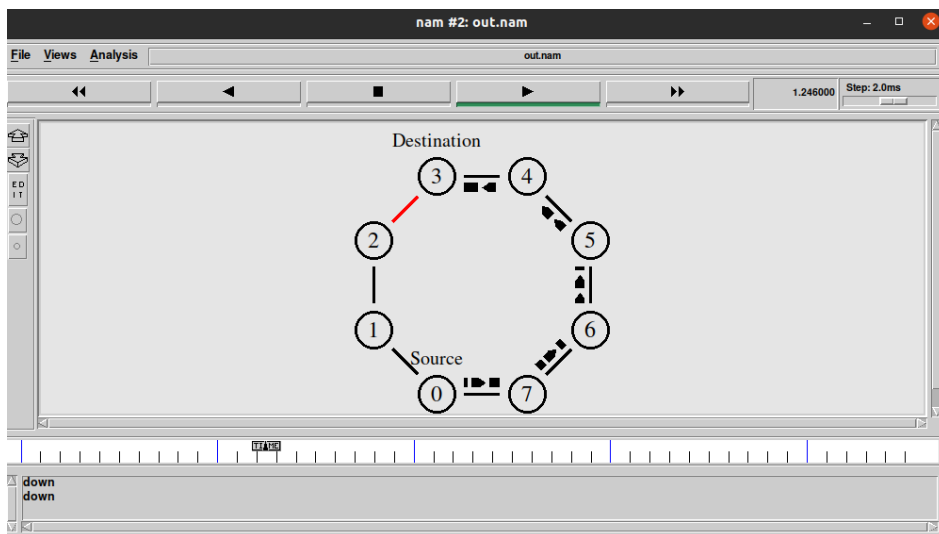 nam #2: out.nam
File Views Analysis out.nam
1.246000 Step: 2.0ms
ED
IT
Destination
3 4
2 5
1 6
Source
0 7
TIME
down
down